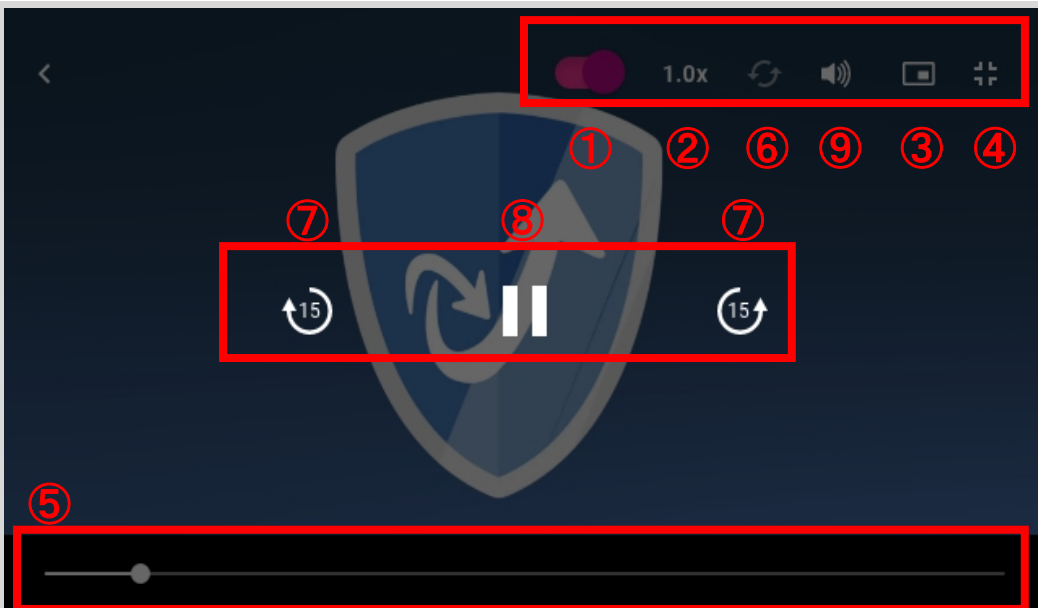 1.0x
① ② ⑥ ⑨ ③ ④
⑦ ⑧ ⑦
15 15
⑤